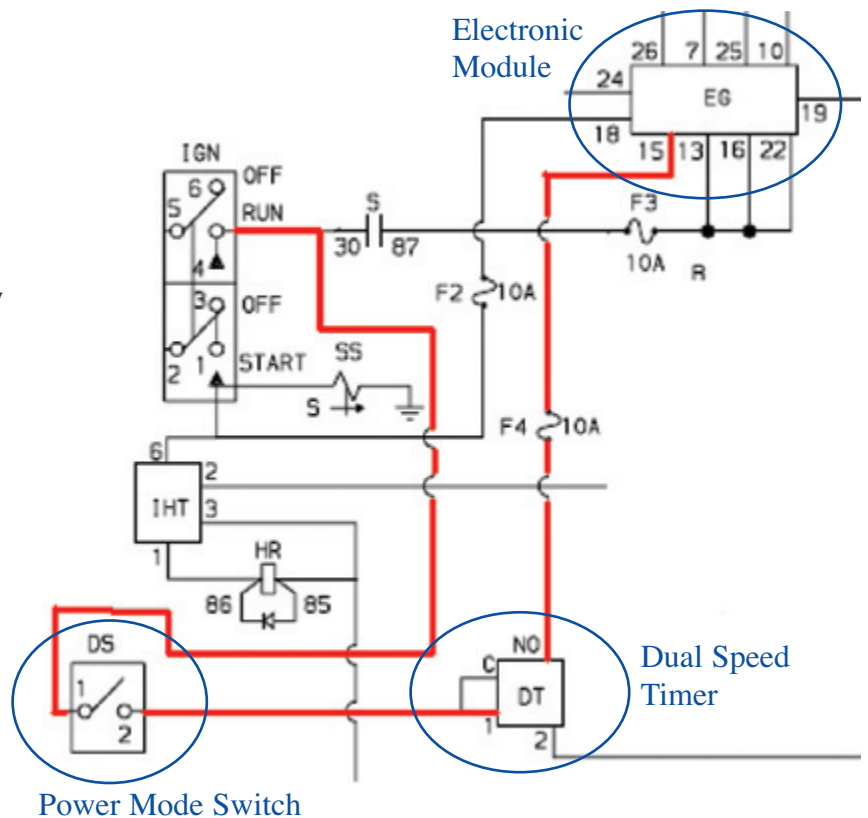 Electronic
Module
26 7 25 10
24 EG 19
18
15 13 16 22
IGN
6 OFF
5 RUN
4
S
30 87
F3
10A
R
F2 10A
3 OFF
2 1 START
SS
S
F4 10A
6
2
IHT 3
1
HR
86 85
DS
1
2
NO
C
DT
1
2
Dual Speed
Timer
Power Mode Switch